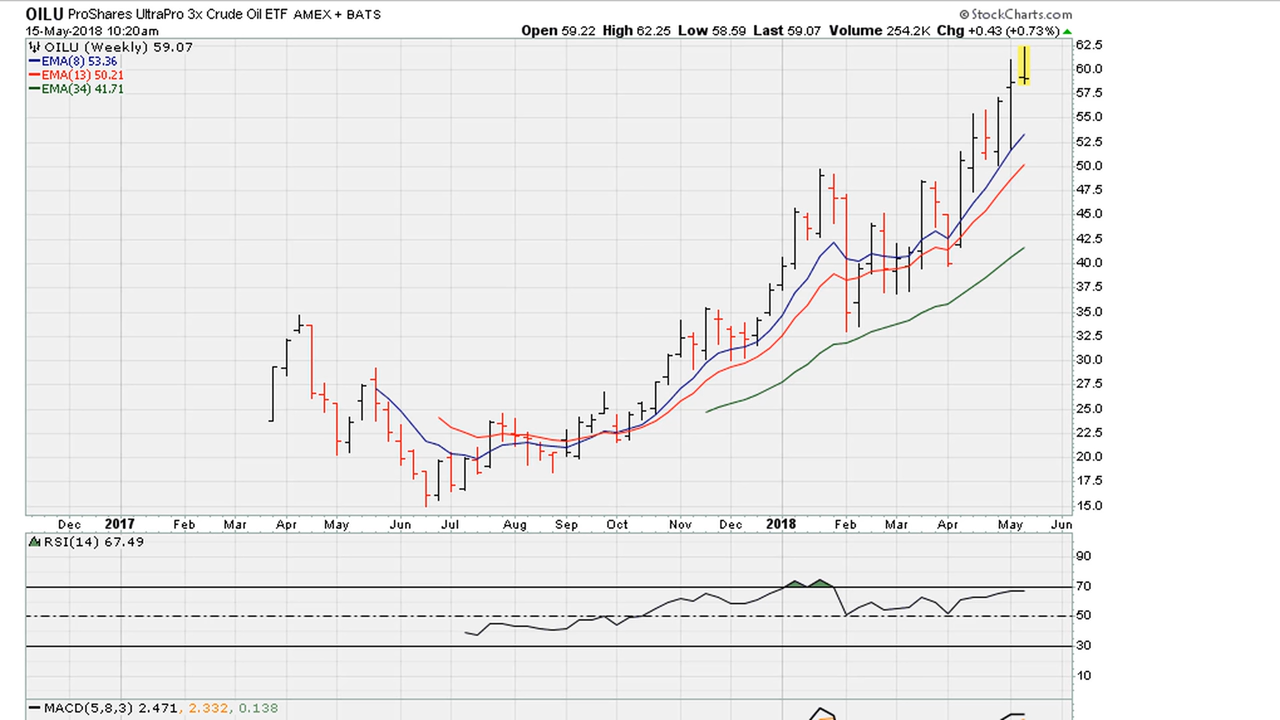 OILU ProShares UltraPro 3x Crude Oil ETF AMEX + BATS
© StockCharts.com
15-May-2018 10:20am
Open 59.22 High 62.25 Low 58.59 Last 59.07 Volume 254.2K Chg +0.43 (+0.73%)
OILU (Weekly) 59.07
EMA(8) 53.36
EMA(13) 50.21
EMA(34) 41.71
62.5
60.0
57.5
55.0
52.5
50.0
47.5
45.0
42.5
40.0
37.5
35.0
32.5
30.0
27.5
25.0
22.5
20.0
17.5
15.0
Dec 2017 Feb Mar Apr May Jun Jul Aug Sep Oct Nov Dec 2018 Feb Mar Apr May Jun
RSI(14) 67.49
90
70
50
30
10
MACD(5,8,3) 2.471, 2.332, 0.138